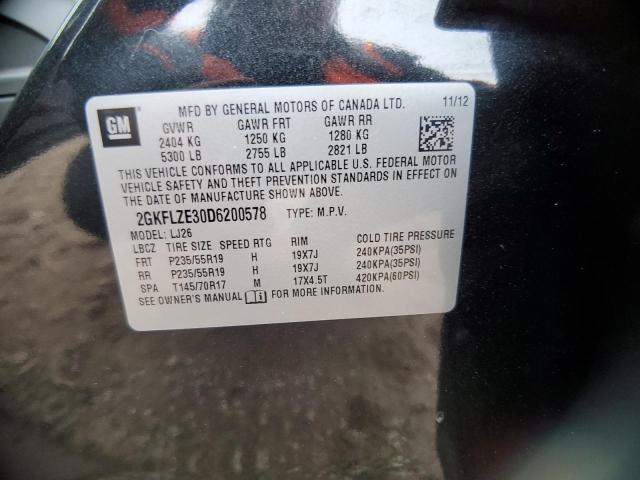 GM
MFD BY GENERAL MOTORS OF CANADA LTD. 11/12
GVWR GAWR FRT GAWR RR
2404 KG 1250 KG 1280 KG
5300 LB 2755 LB 2821 LB
THIS VEHICLE CONFORMS TO ALL APPLICABLE U.S. FEDERAL MOTOR
VEHICLE SAFETY AND THEFT PREVENTION STANDARDS IN EFFECT ON
THE DATE OF MANUFACTURE SHOWN ABOVE.
2GKFLZE30D6200578 TYPE: M.P.V.
MODEL: LJ26
LBCZ TIRE SIZE SPEED RTG RIM COLD TIRE PRESSURE
FRT P235/55R19 H 19X7J 240KPA(35PSI)
RR P235/55R19 H 19X7J 240KPA(35PSI)
SPA T145/70R17 M 17X4.5T 420KPA(60PSI)
SEE OWNER'S MANUAL FOR MORE INFORMATION.